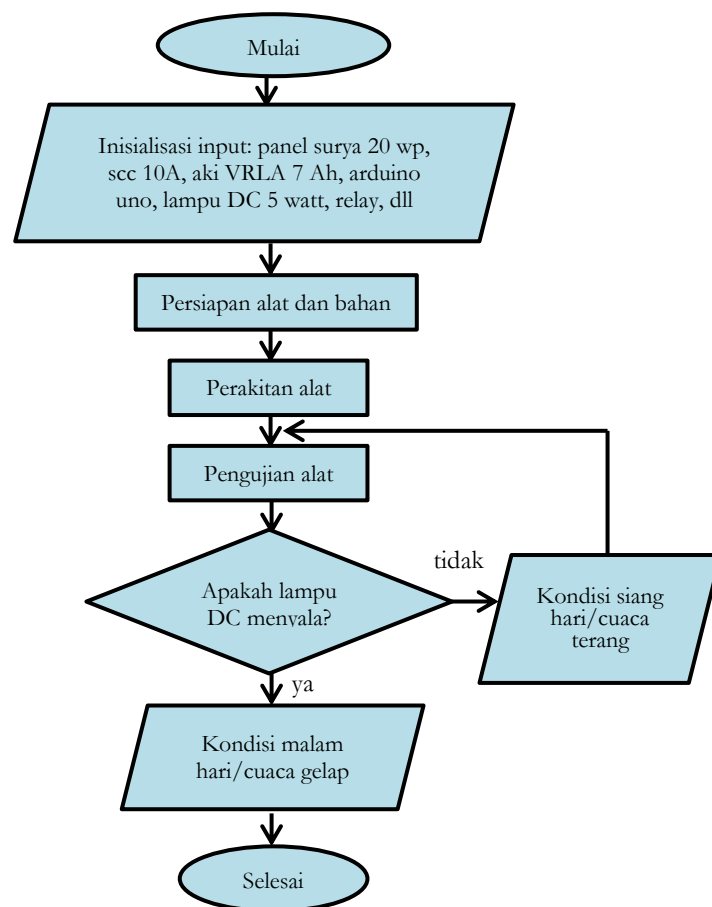 Mulai
Inisialisasi input: panel surya 20 wp,
scc 10A, aki VRLA 7 Ah, arduino
uno, lampu DC 5 watt, relay, dll
Persiapan alat dan bahan
Perakitan alat
Pengujian alat
Apakah lampu
DC menyala?
tidak
Kondisi siang
hari/cuaca
terang
ya
Kondisi malam
hari/cuaca gelap
Selesai